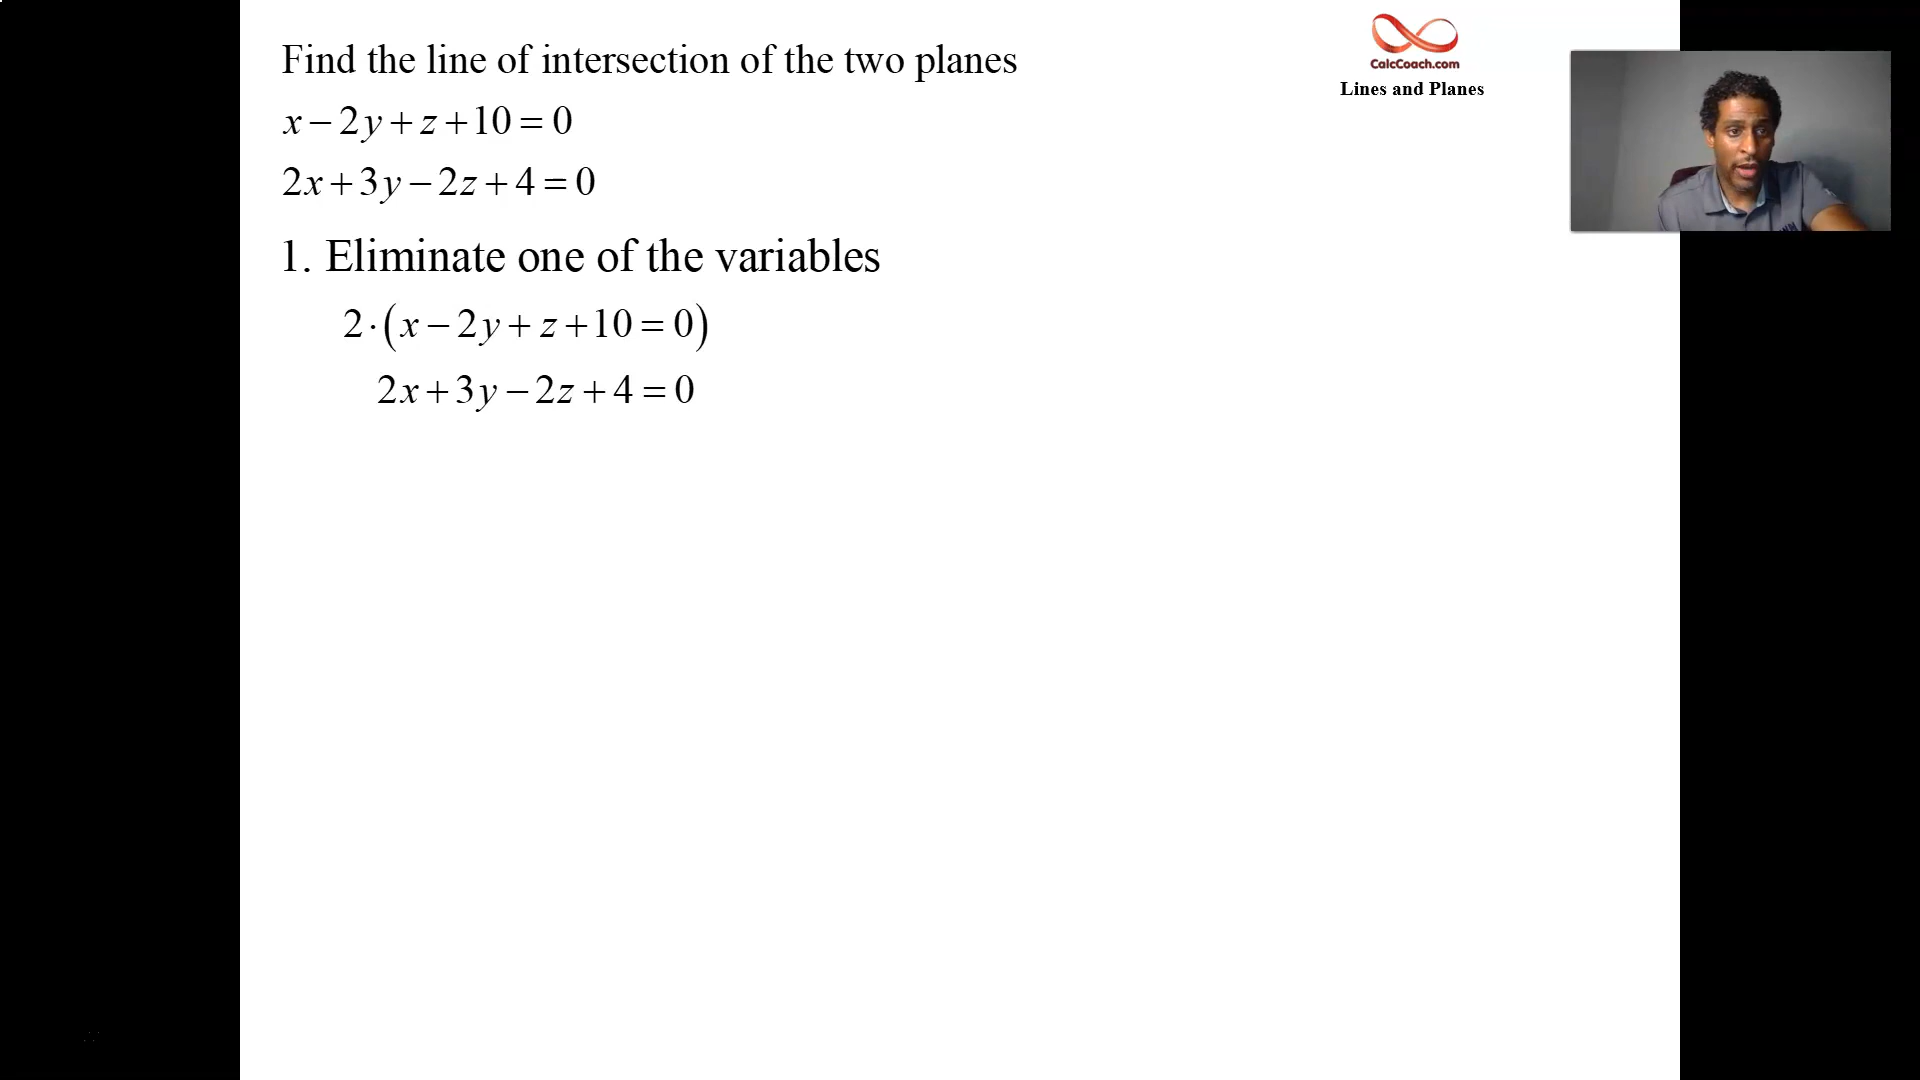 Find the line of intersection of the two planes
x − 2y + z + 10 = 0
2x + 3y − 2z + 4 = 0
1. Eliminate one of the variables
2·(x − 2y + z + 10 = 0)
2x + 3y − 2z + 4 = 0
CalcCoach.com
Lines and Planes